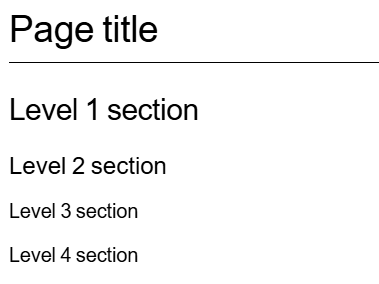 Page title
Level 1 section
Level 2 section
Level 3 section
Level 4 section